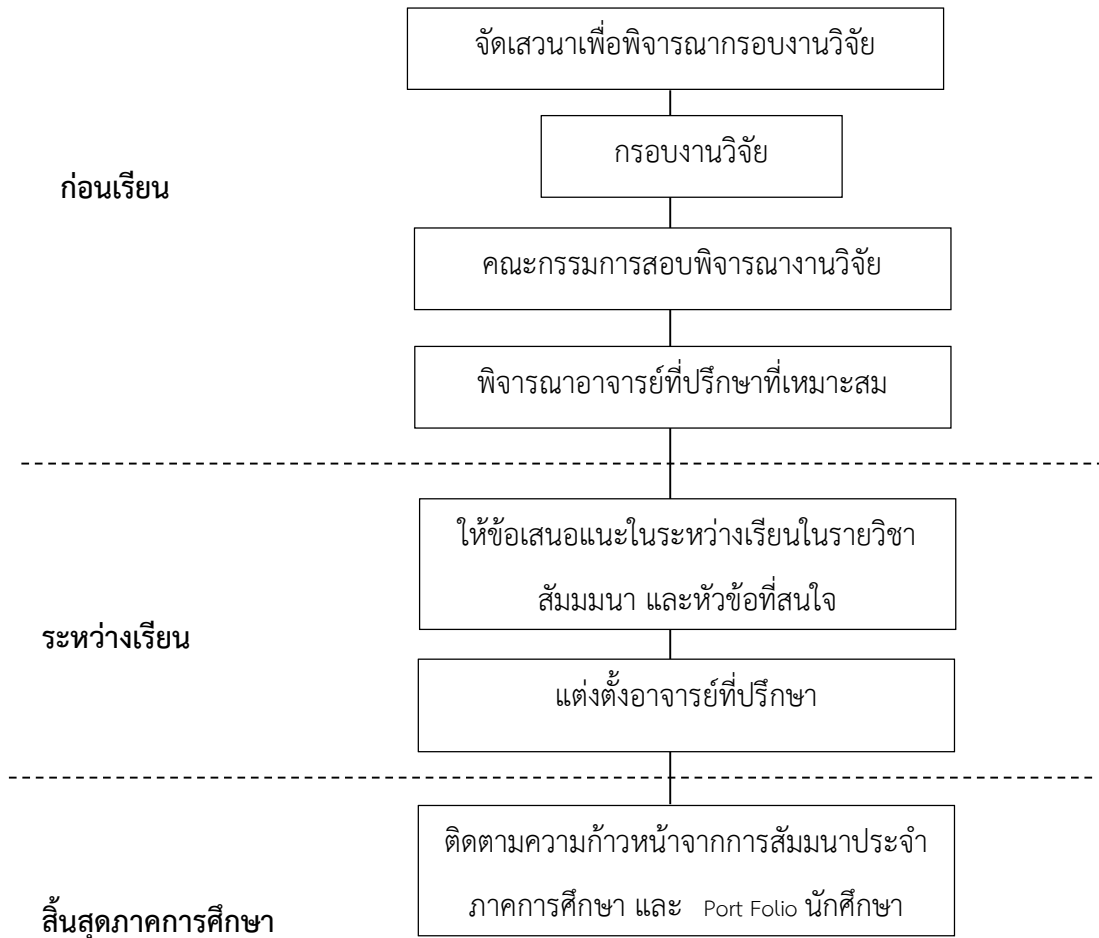 จัดเสวนาเพื่อพิจารณากรอบงานวิจัย
กรอบงานวิจัย
ก่อนเรียน
คณะกรรมการสอบพิจารณางานวิจัย
พิจารณาอาจารย์ที่ปรึกษาที่เหมาะสม
ให้ข้อเสนอแนะในระหว่างเรียนในรายวิชา
สัมมมนา และหัวข้อที่สนใจ
ระหว่างเรียน
แต่งตั้งอาจารย์ที่ปรึกษา
ติดตามความก้าวหน้าจากการสัมมนาประจำ
ภาคการศึกษา และ Port Folio นักศึกษา
สิ้นสุดภาคการศึกษา